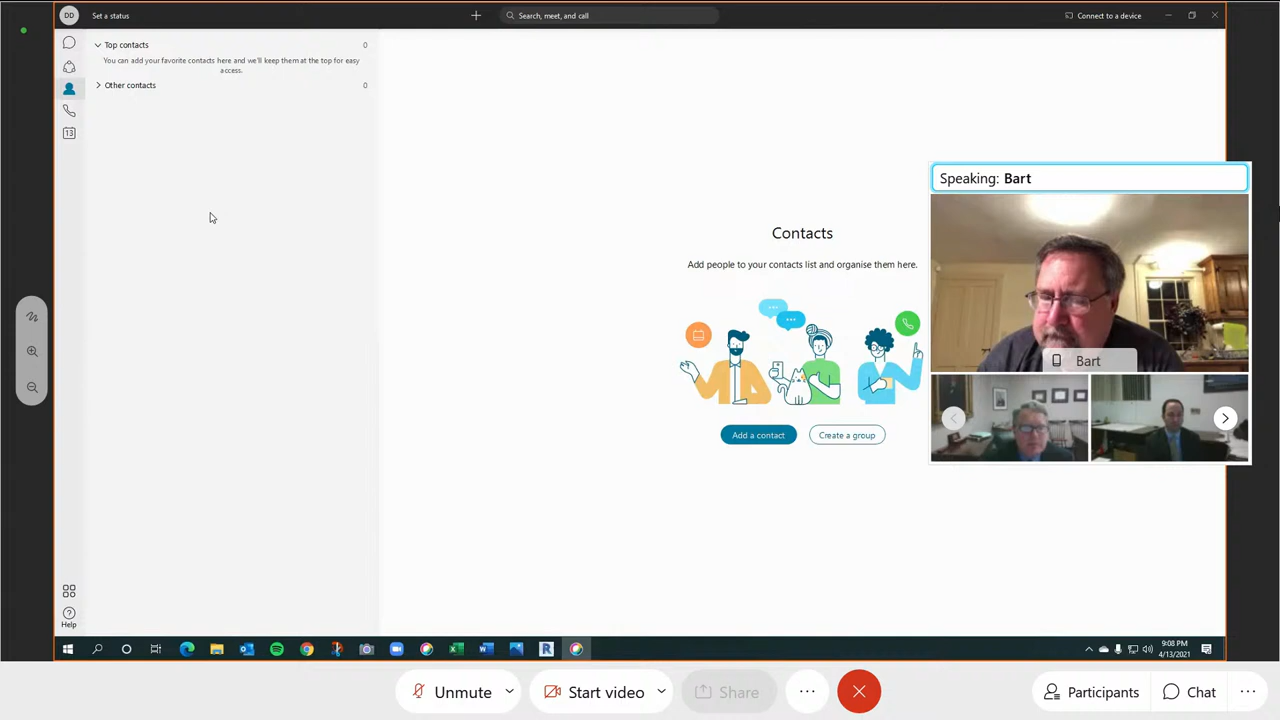 DD
Set a status
Search, meet, and call
Connect to a device
Top contacts 0
You can add your favorite contacts here and we'll keep them at the top for easy
access.
Other contacts 0
13
Speaking: Bart
Bart
Contacts
Add people to your contacts list and organise them here.
Add a contact
Create a group
Help
R
9:08 PM
4/13/2021
Unmute
Start video
Share
Participants
Chat